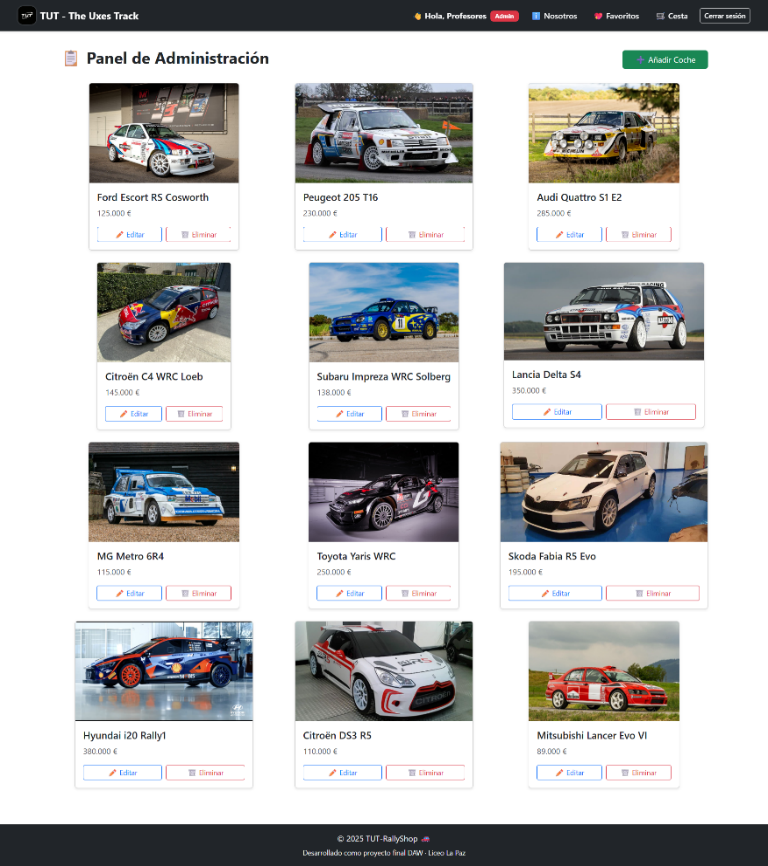 TUT TUT - The Uxes Track
👋 Hola, Profesores Admin
ℹ️ Nosotros
Favoritos
🛒 Cesta
Cerrar sesión
📋 Panel de Administración
➕ Añadir Coche
Ford Escort RS Cosworth
125.000 €
Editar
Eliminar
Peugeot 205 T16
230.000 €
Editar
Eliminar
MICHELIN
Audi Quattro S1 E2
285.000 €
Editar
Eliminar
Citroën C4 WRC Loeb
145.000 €
Editar
Eliminar
Subaru Impreza WRC Solberg
138.000 €
Editar
Eliminar
Lancia Delta S4
350.000 €
Editar
Eliminar
MG Metro 6R4
115.000 €
Editar
Eliminar
Toyota Yaris WRC
250.000 €
Editar
Eliminar
Skoda Fabia R5 Evo
195.000 €
Editar
Eliminar
Hyundai i20 Rally1
380.000 €
Editar
Eliminar
CITROËN
Citroën DS3 R5
110.000 €
Editar
Eliminar
Mitsubishi Lancer Evo VI
89.000 €
Editar
Eliminar
© 2025 TUT-RallyShop 🚗
Desarrollado como proyecto final DAW · Liceo La Paz